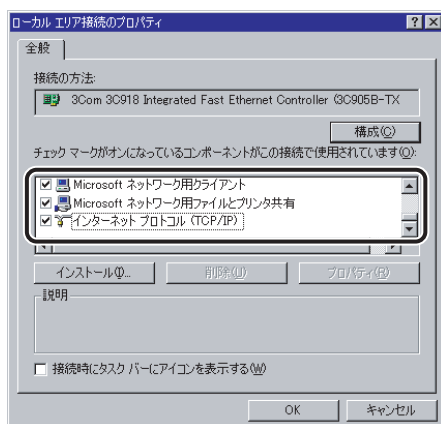 ローカル エリア接続のプロパティ
全般
接続の方法:
3Com 3C918 Integrated Fast Ethernet Controller (3C905B-TX
構成(C)
チェック マークがオンになっているコンポーネントがこの接続で使用されています(O):
Microsoft ネットワーク用クライアント
Microsoft ネットワーク用ファイルとプリンタ共有
インターネット プロトコル (TCP/IP)
インストール(I)... 削除(U) プロパティ(R)
説明
接続時にタスク バーにアイコンを表示する(W)
OK キャンセル